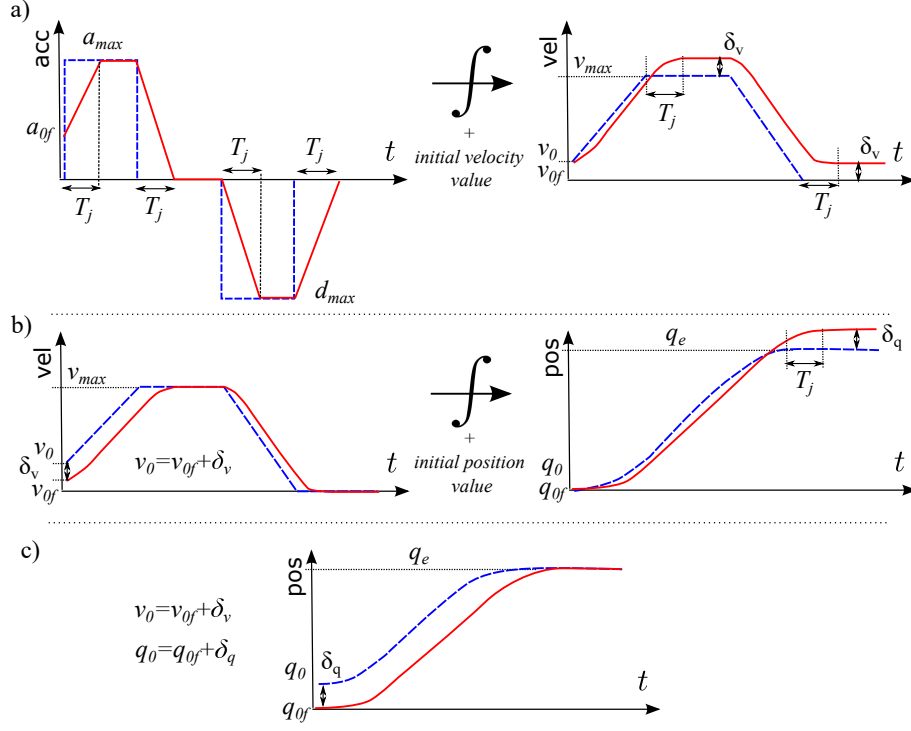 a)
acc
a_max
a_0f
T_j
T_j
T_j
T_j
t
d_max
∫
+
initial velocity
value
vel
v_max
v_0
v_0f
δ_v
T_j
t
δ_v
T_j
b)
vel
v_max
v_0
δ_v
v_0f
v_0=v_0f+δ_v
t
∫
+
initial position
value
pos
q_e
δ_q
T_j
q_0
q_0f
t
c)
v_0=v_0f+δ_v
q_0=q_0f+δ_q
pos
q_e
q_0
δ_q
q_0f
t